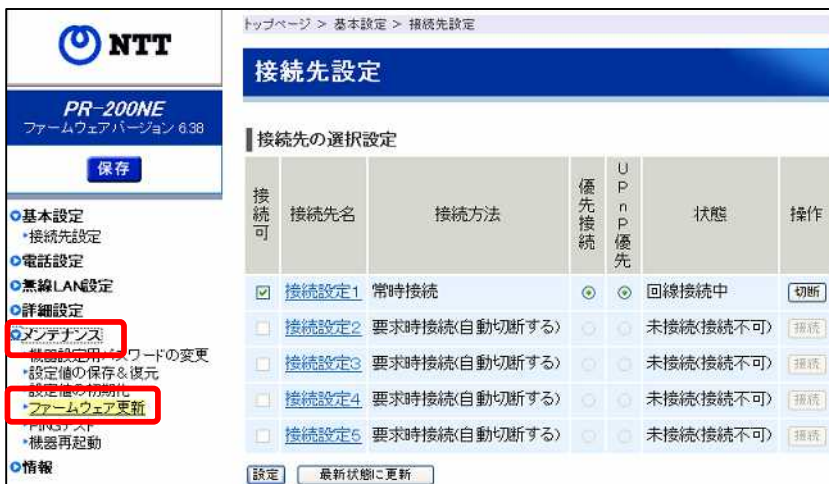 トップページ > 基本設定 > 接続先設定
NTT
接続先設定
PR-200NE
ファームウェアバージョン 6.38
保存
基本設定
接続先設定
電話設定
無線LAN設定
詳細設定
メンテナンス
機器設定用パスワードの変更
設定値の保存&復元
設定値の初期化
ファームウェア更新
PINGテスト
機器再起動
情報
接続先の選択設定
接続可 接続先名 接続方法 優先接続 UPnP優先 状態 操作
接続設定1 常時接続 回線接続中 切断
接続設定2 要求時接続(自動切断する) 未接続(接続不可) 接続
接続設定3 要求時接続(自動切断する) 未接続(接続不可) 接続
接続設定4 要求時接続(自動切断する) 未接続(接続不可) 接続
接続設定5 要求時接続(自動切断する) 未接続(接続不可) 接続
設定 最新状態に更新